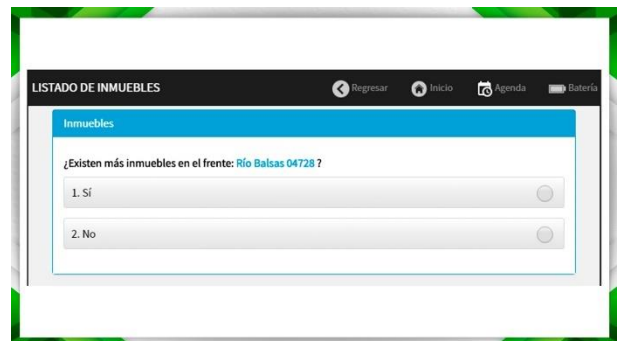 LISTADO DE INMUEBLES Regresar Inicio Agenda Batería
Inmuebles
¿Existen más inmuebles en el frente: Río Balsas 04728 ?
1. Sí
2. No